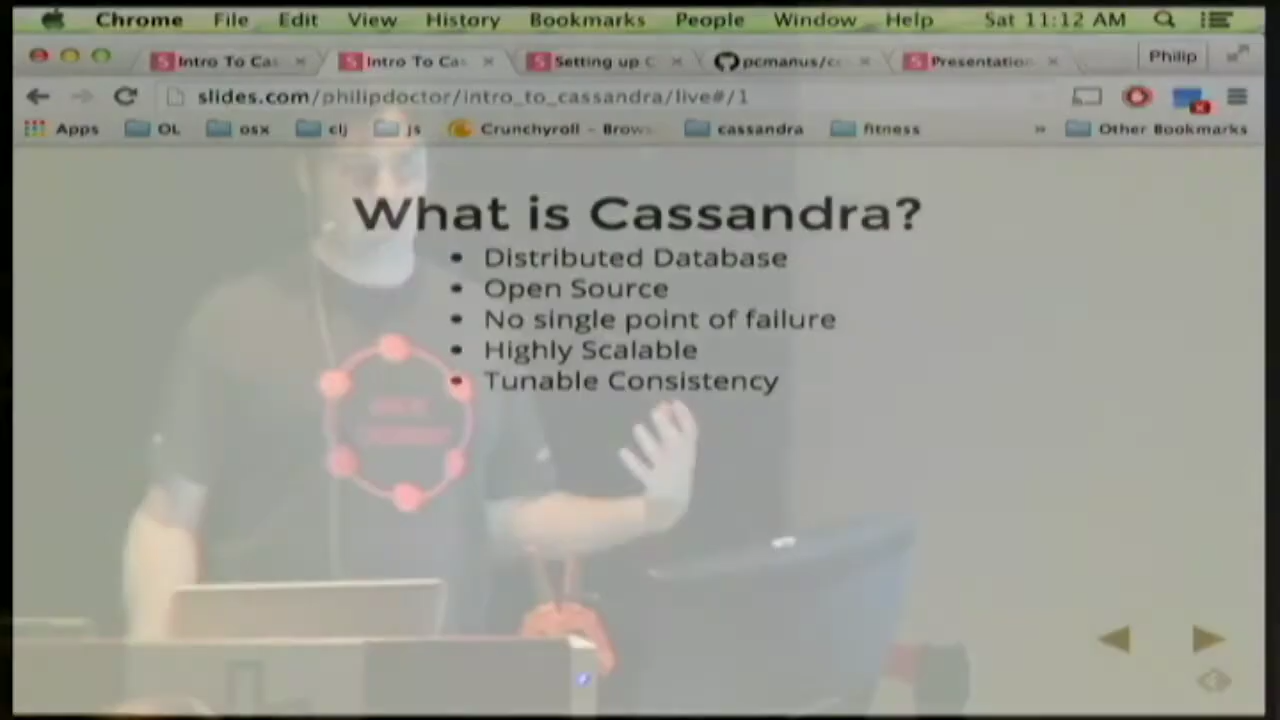 Chrome File Edit View History Bookmarks People Window Help Sat 11:12 AM
Intro To Cas Intro To Cas Setting up C pcmanus/c Presentation Philip
slides.com/philipdoctor/intro_to_cassandra/live#/1
Apps OL osx clj js Crunchyroll - Brows cassandra fitness » Other Bookmarks
What is Cassandra?
• Distributed Database
• Open Source
• No single point of failure
• Highly Scalable
• Tunable Consistency